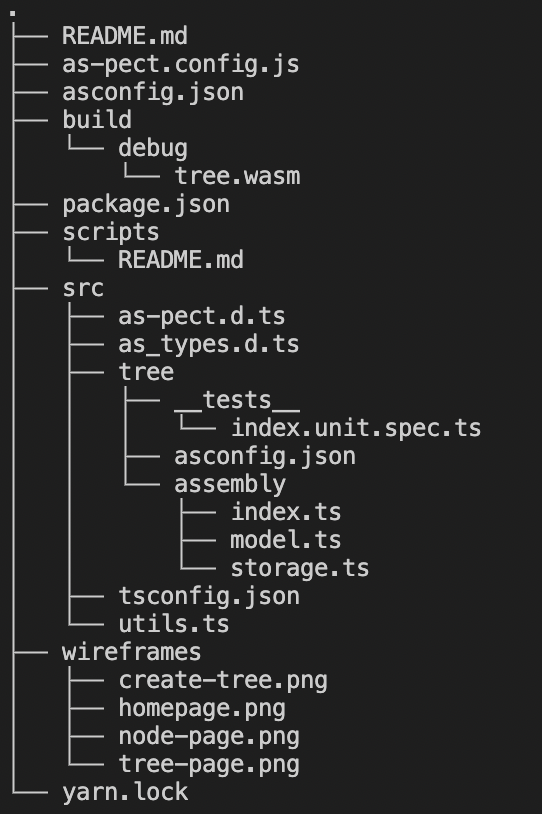 .
├── README.md
├── as-pect.config.js
├── asconfig.json
├── build
│   └── debug
│       └── tree.wasm
├── package.json
├── scripts
│   └── README.md
├── src
│   ├── as-pect.d.ts
│   ├── as_types.d.ts
│   ├── tree
│   │   ├── __tests__
│   │   │   └── index.unit.spec.ts
│   │   ├── asconfig.json
│   │   └── assembly
│   │       ├── index.ts
│   │       ├── model.ts
│   │       └── storage.ts
│   ├── tsconfig.json
│   └── utils.ts
├── wireframes
│   ├── create-tree.png
│   ├── homepage.png
│   ├── node-page.png
│   └── tree-page.png
└── yarn.lock